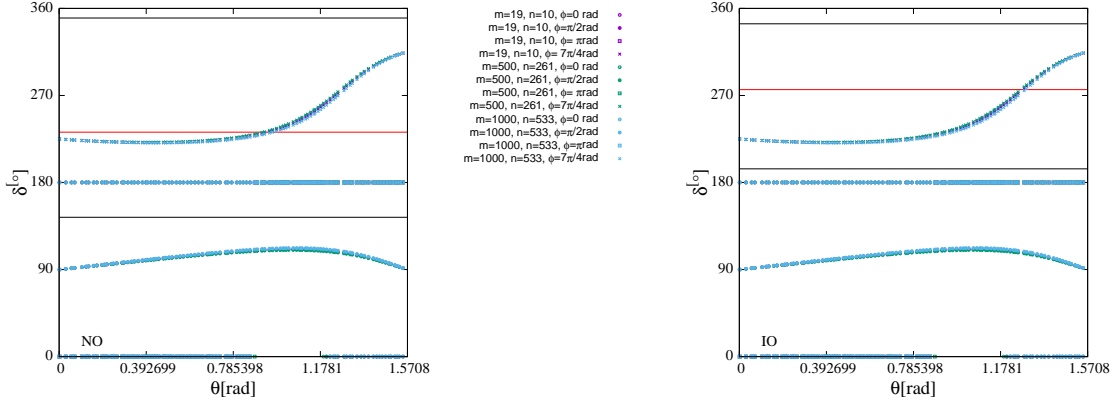 360
270
180
90
0
δ[○]
NO
0
0.392699
0.785398
1.1781
1.5708
θ[rad]
m=19, n=10, ϕ=0 rad
m=19, n=10, ϕ=π/2rad
m=19, n=10, ϕ= πrad
m=19, n=10, ϕ= 7π/4rad
m=500, n=261, ϕ=0 rad
m=500, n=261, ϕ=π/2rad
m=500, n=261, ϕ= πrad
m=500, n=261, ϕ=7π/4rad
m=1000, n=533, ϕ=0 rad
m=1000, n=533, ϕ=π/2rad
m=1000, n=533, ϕ=πrad
m=1000, n=533, ϕ=7π/4rad
360
270
180
90
0
δ[○]
IO
0
0.392699
0.785398
1.1781
1.5708
θ[rad]